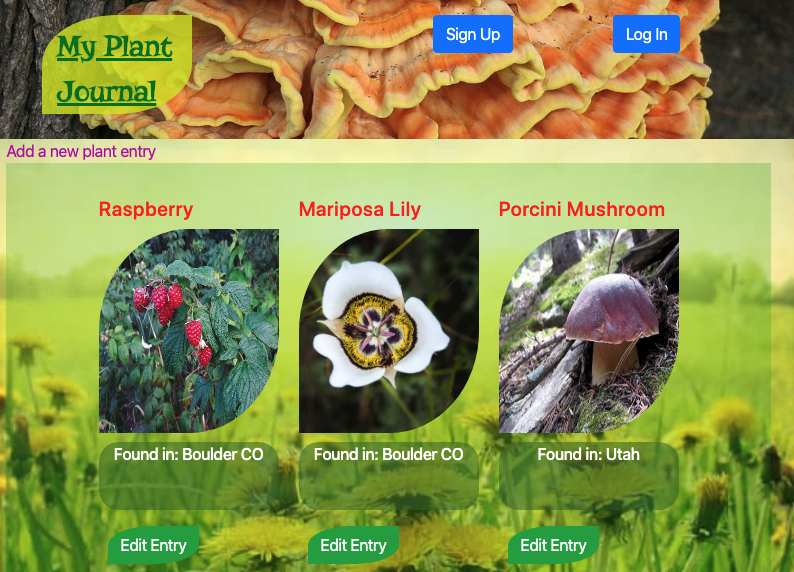 My Plant
Journal
Sign Up
Log In
Add a new plant entry
Raspberry
Mariposa Lily
Porcini Mushroom
Found in: Boulder CO
Found in: Boulder CO
Found in: Utah
Edit Entry
Edit Entry
Edit Entry